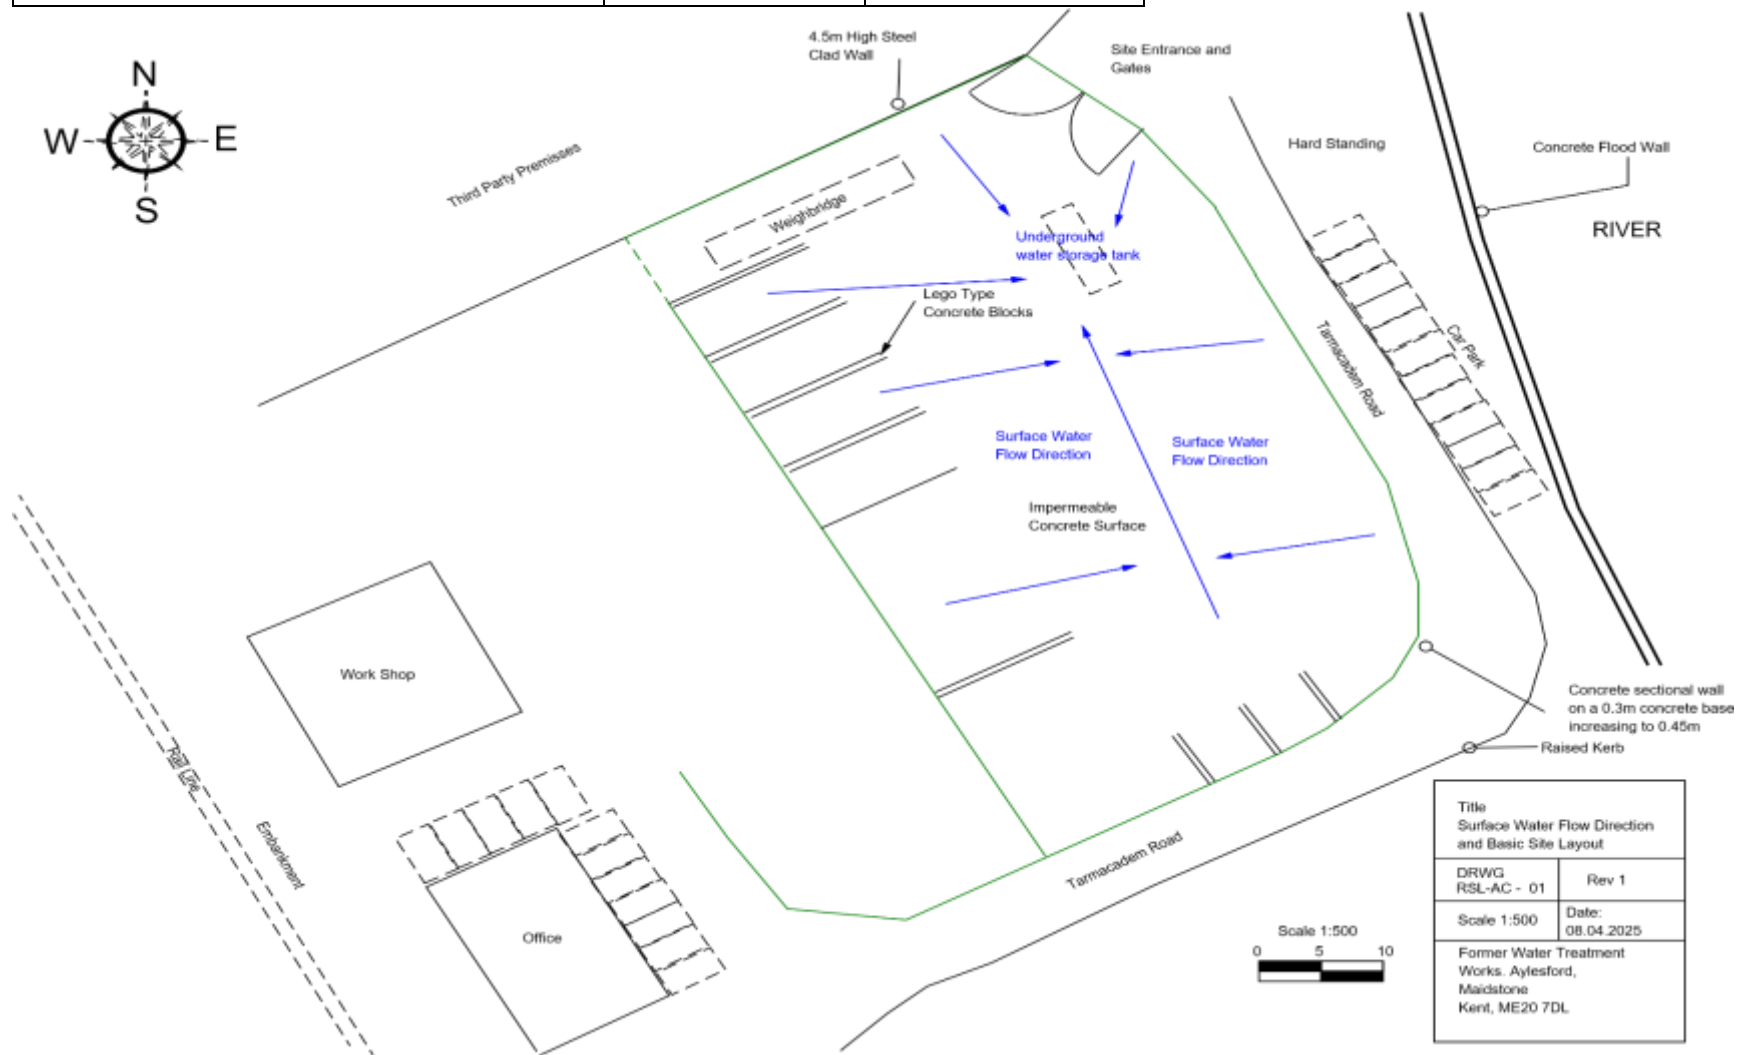 4.5m High Steel
Clad Wall
Site Entrance and
Gates
N
W
E
S
Hard Standing
Concrete Flood Wall
Third Party Premisses
Weighbridge
RIVER
Underground
water storage tank
Lego Type
Concrete Blocks
Tarmacadem Road
Car Park
Surface Water
Flow Direction
Surface Water
Flow Direction
Impermeable
Concrete Surface
Work Shop
Concrete sectional wall
on a 0.3m concrete base
increasing to 0.45m
Raised Kerb
Rail Line
Embankment
Tarmacadem Road
Office
Scale 1:500
0 5 10
Title
Surface Water Flow Direction
and Basic Site Layout
DRWG
RSL-AC - 01
Rev 1
Scale 1:500
Date:
08.04.2025
Former Water Treatment
Works. Aylesford,
Maidstone
Kent, ME20 7DL